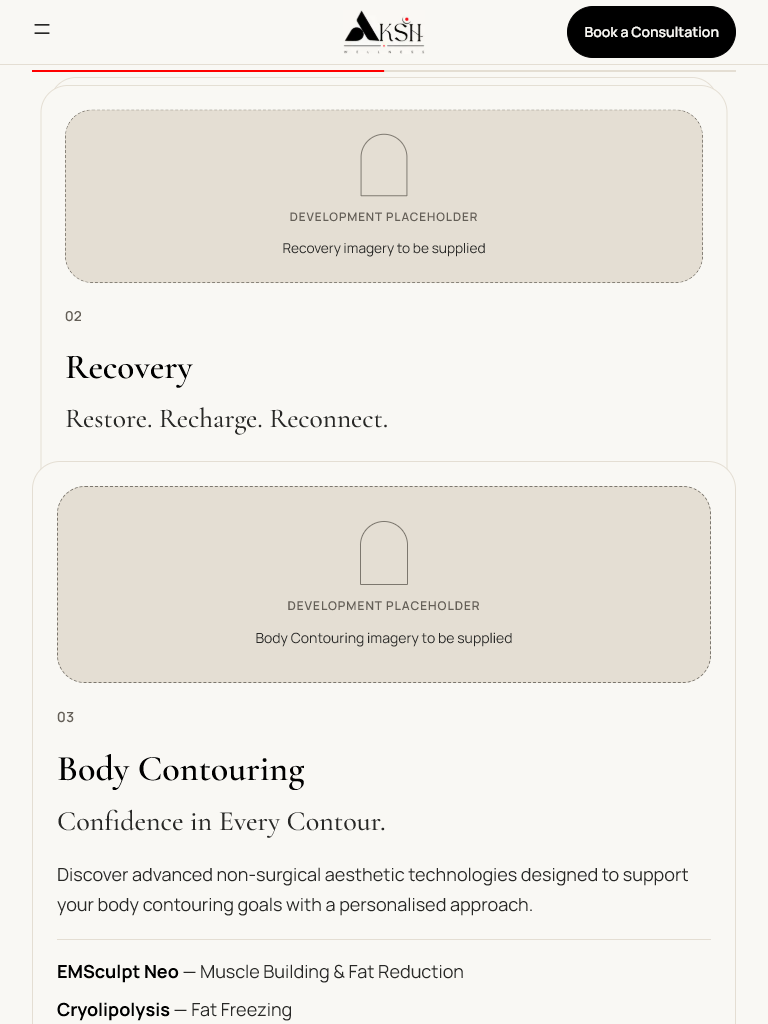 AKSH
WELLNESS
Book a Consultation
DEVELOPMENT PLACEHOLDER
Recovery imagery to be supplied
02
Recovery
Restore. Recharge. Reconnect.
DEVELOPMENT PLACEHOLDER
Body Contouring imagery to be supplied
03
Body Contouring
Confidence in Every Contour.
Discover advanced non-surgical aesthetic technologies designed to support
your body contouring goals with a personalised approach.
EMSculpt Neo — Muscle Building & Fat Reduction
Cryolipolysis — Fat Freezing